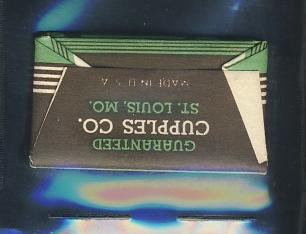 GUARANTEED
CUPPLES CO.
ST. LOUIS, MO.
MADE IN U.S.A.